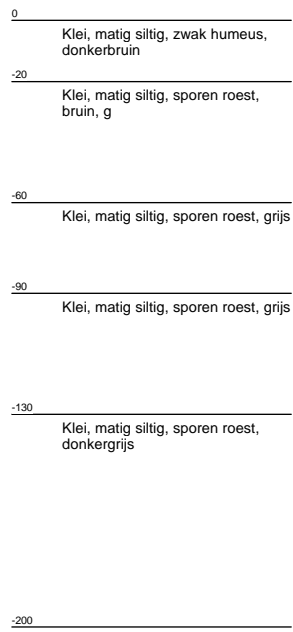 0
Klei, matig siltig, zwak humeus,
donkerbruin
-20
Klei, matig siltig, sporen roest,
bruin, g
-60
Klei, matig siltig, sporen roest, grijs
-90
Klei, matig siltig, sporen roest, grijs
-130
Klei, matig siltig, sporen roest,
donkergrijs
-200